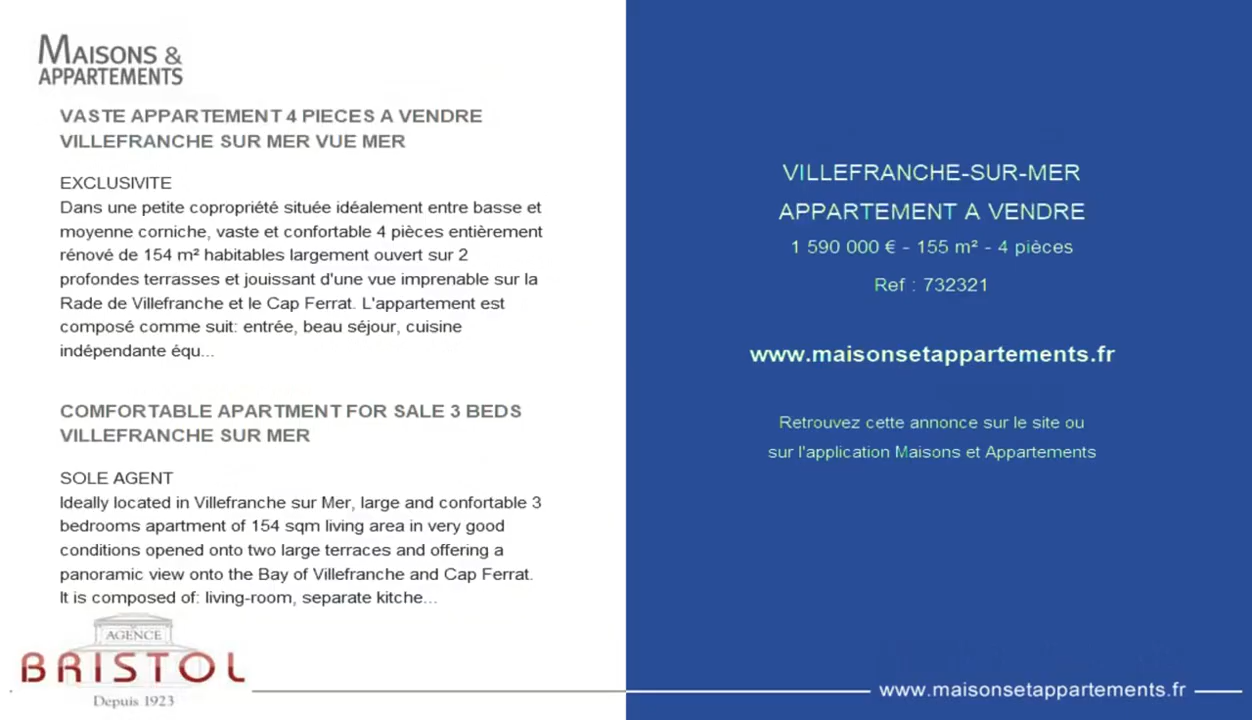 MAISONS &
APPARTEMENTS
VASTE APPARTEMENT 4 PIECES A VENDRE
VILLEFRANCHE SUR MER VUE MER
EXCLUSIVITE
Dans une petite copropriété située idéalement entre basse et
moyenne corniche, vaste et confortable 4 pièces entièrement
rénové de 154 m² habitables largement ouvert sur 2
profondes terrasses et jouissant d'une vue imprenable sur la
Rade de Villefranche et le Cap Ferrat. L'appartement est
composé comme suit: entrée, beau séjour, cuisine
indépendante équ...
COMFORTABLE APARTMENT FOR SALE 3 BEDS
VILLEFRANCHE SUR MER
SOLE AGENT
Ideally located in Villefranche sur Mer, large and confortable 3
bedrooms apartment of 154 sqm living area in very good
conditions opened onto two large terraces and offering a
panoramic view onto the Bay of Villefranche and Cap Ferrat.
It is composed of: living-room, separate kitche...
AGENCE
BRISTOL
Depuis 1923
VILLEFRANCHE-SUR-MER
APPARTEMENT A VENDRE
1 590 000 € - 155 m² - 4 pièces
Ref : 732321
www.maisonsetappartements.fr
Retrouvez cette annonce sur le site ou
sur l'application Maisons et Appartements
www.maisonsetappartements.fr